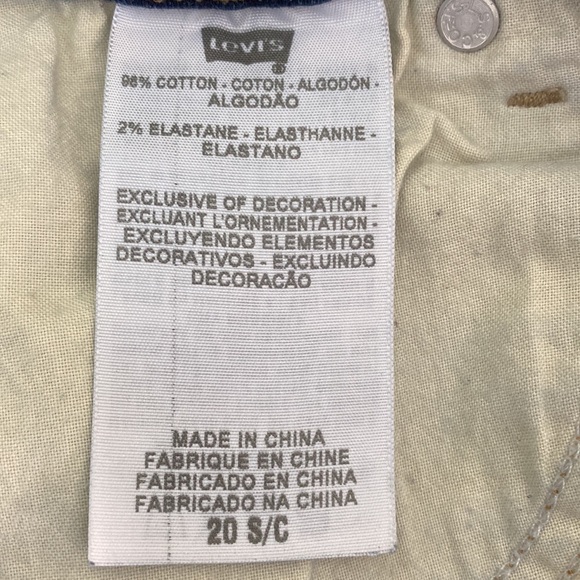 Levi's
®
98% COTTON - COTON - ALGODÓN -
ALGODÃO
2% ELASTANE - ELASTHANNE -
ELASTANO
EXCLUSIVE OF DECORATION -
EXCLUANT L'ORNEMENTATION -
EXCLUYENDO ELEMENTOS
DECORATIVOS - EXCLUINDO
DECORAÇÃO
MADE IN CHINA
FABRIQUE EN CHINE
FABRICADO EN CHINA
FABRICADO NA CHINA
20 S/C